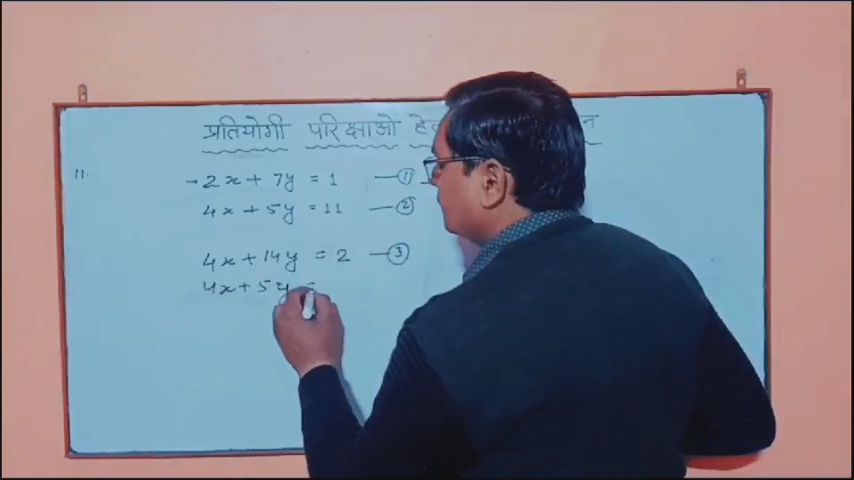 प्रतियोगी परिक्षाओ
11.
-2x + 7y = 1 —①
4x + 5y = 11 —②
4x + 14y = 2 —③
4x + 5y =